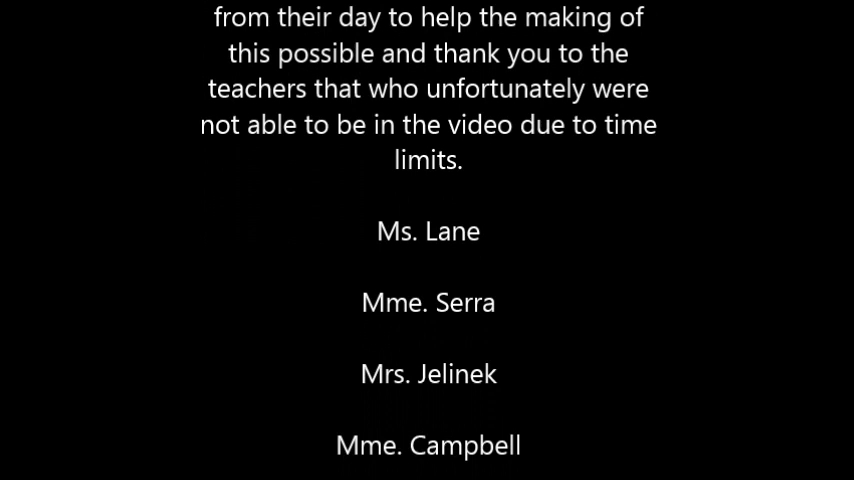 from their day to help the making of
this possible and thank you to the
teachers that who unfortunately were
not able to be in the video due to time
limits.
Ms. Lane
Mme. Serra
Mrs. Jelinek
Mme. Campbell